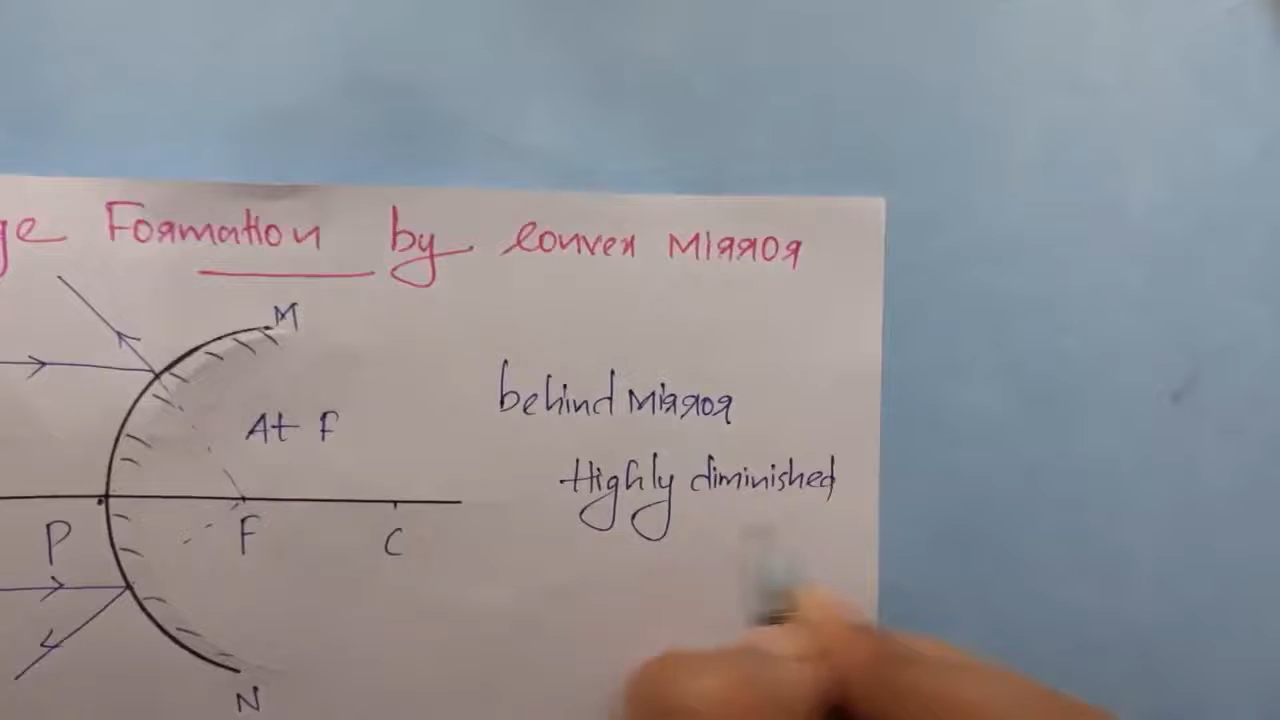 ge Formation by convex Mirror
M
At F
behind Mirror
Highly diminished
P F C
N